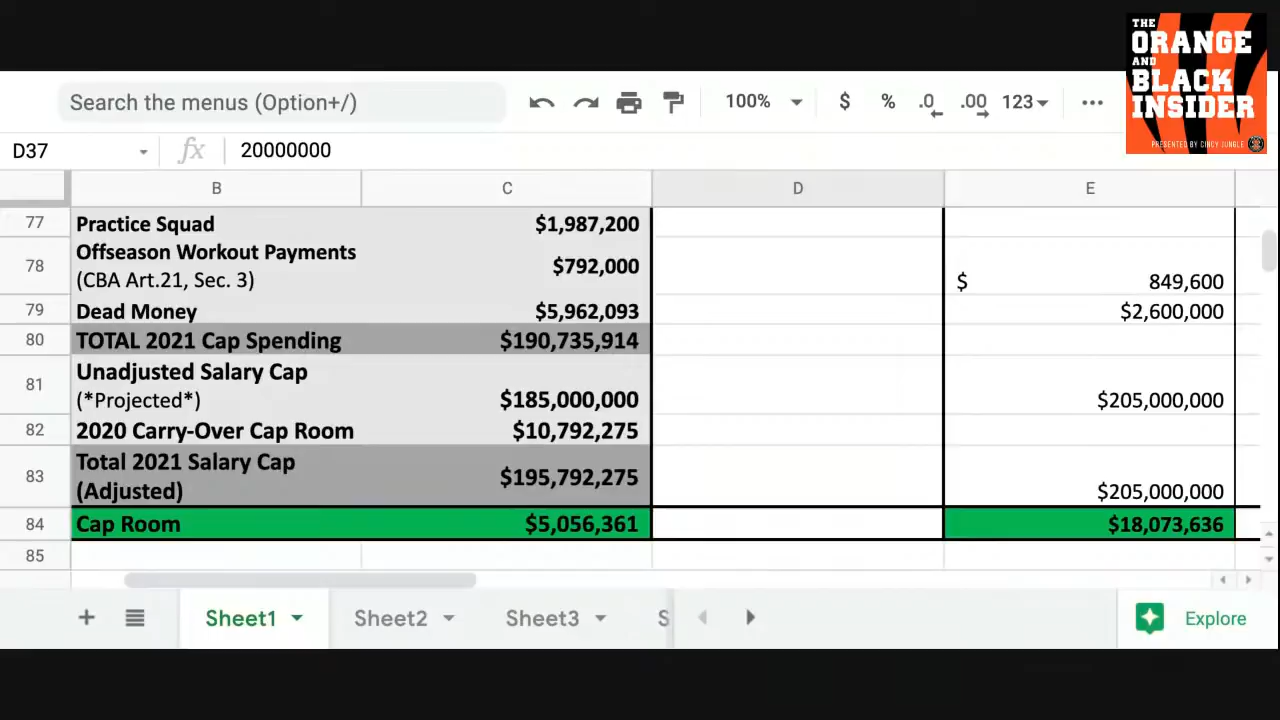 THE
ORANGE
AND
BLACK
INSIDER
PRESENTED BY CINCY JUNGLE
Search the menus (Option+/)
100%
$ % .0 .00 123
D37
fx
20000000
B C D E
77 Practice Squad $1,987,200
78 Offseason Workout Payments
(CBA Art.21, Sec. 3) $792,000 $ 849,600
79 Dead Money $5,962,093 $2,600,000
80 TOTAL 2021 Cap Spending $190,735,914
81 Unadjusted Salary Cap
(*Projected*) $185,000,000 $205,000,000
82 2020 Carry-Over Cap Room $10,792,275
83 Total 2021 Salary Cap
(Adjusted) $195,792,275 $205,000,000
84 Cap Room $5,056,361 $18,073,636
85
Sheet1 Sheet2 Sheet3 S
Explore